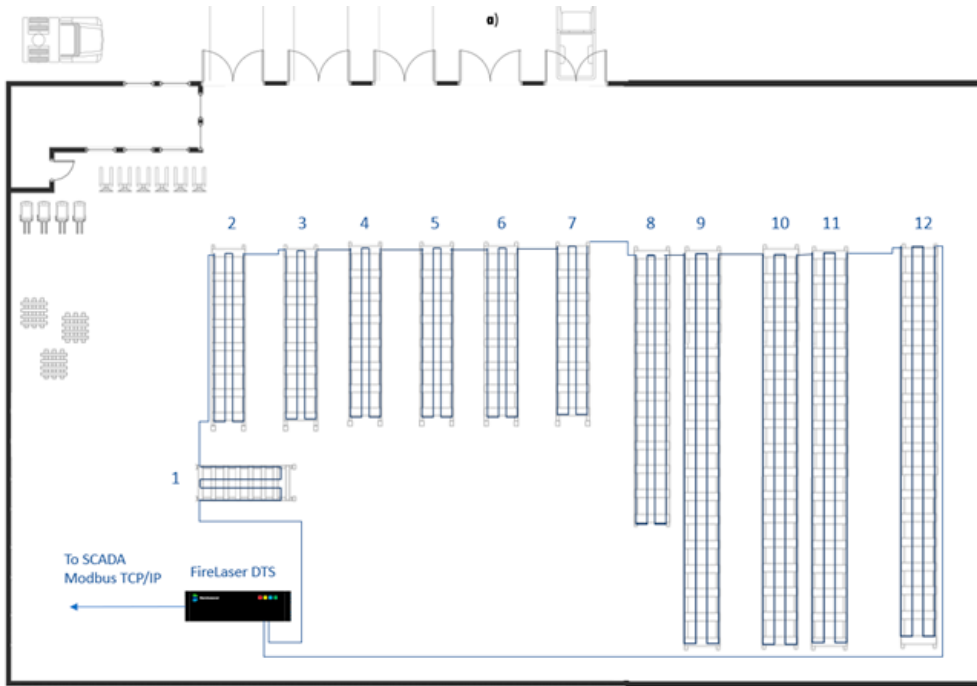 a)
2 3 4 5 6 7 8 9 10 11 12
1
To SCADA
Modbus TCP/IP
FireLaser DTS